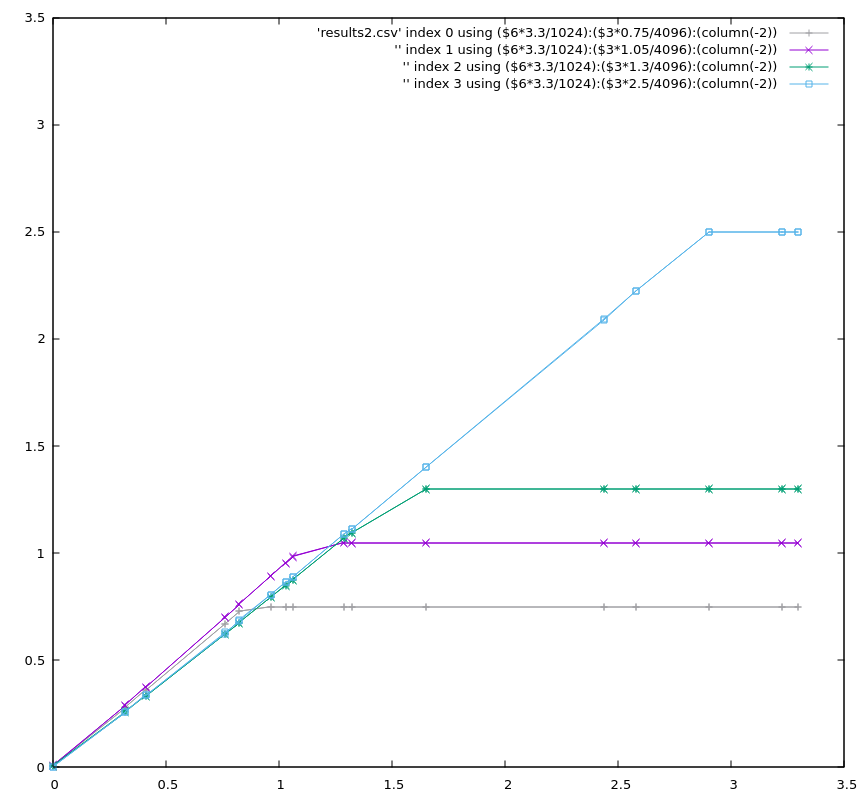 3.5
3
2.5
2
1.5
1
0.5
0
'results2.csv' index 0 using ($6*3.3/1024):($3*0.75/4096):(column(-2))
'' index 1 using ($6*3.3/1024):($3*1.05/4096):(column(-2))
'' index 2 using ($6*3.3/1024):($3*1.3/4096):(column(-2))
'' index 3 using ($6*3.3/1024):($3*2.5/4096):(column(-2))
0 0.5 1 1.5 2 2.5 3 3.5